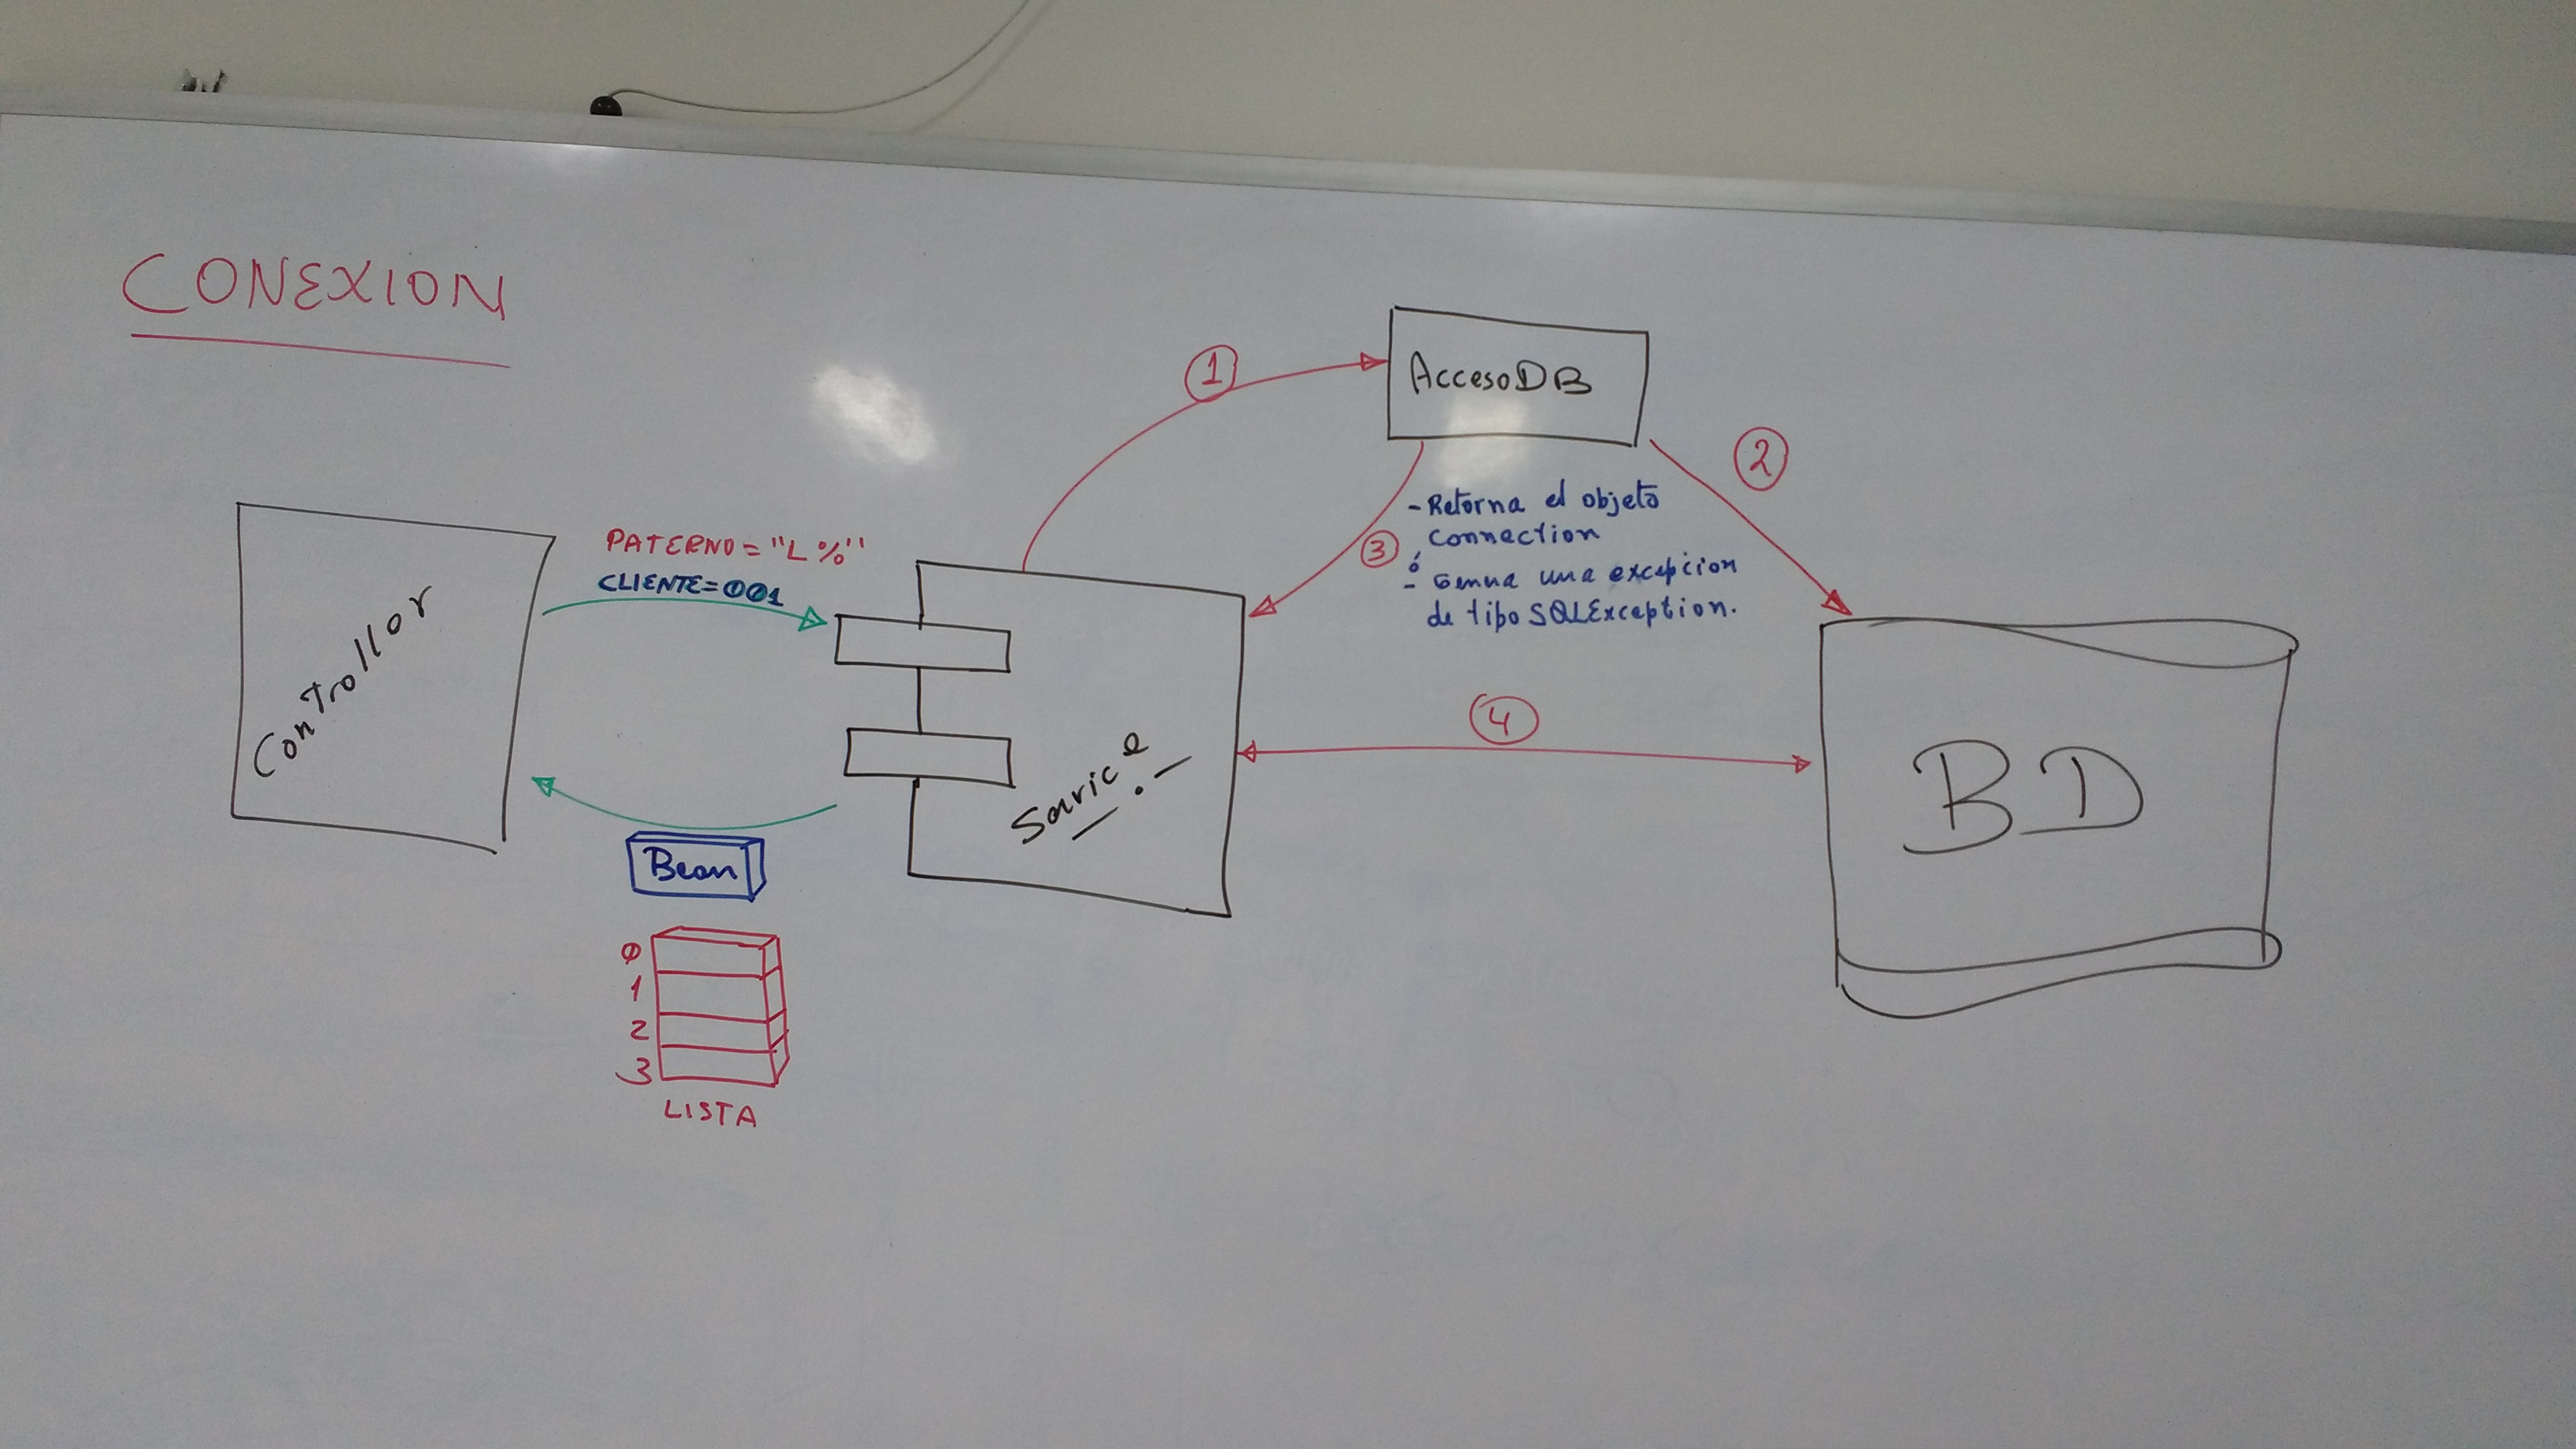 CONEXION
1
AccesoDB
2
- Retorna el objeto
connection
3
ó
- Genera una excepcion
de tipo SQLException.
PATERNO = "L%"
CLIENTE = 001
Controller
Service
4
BD
Bean
0
1
2
3
LISTA